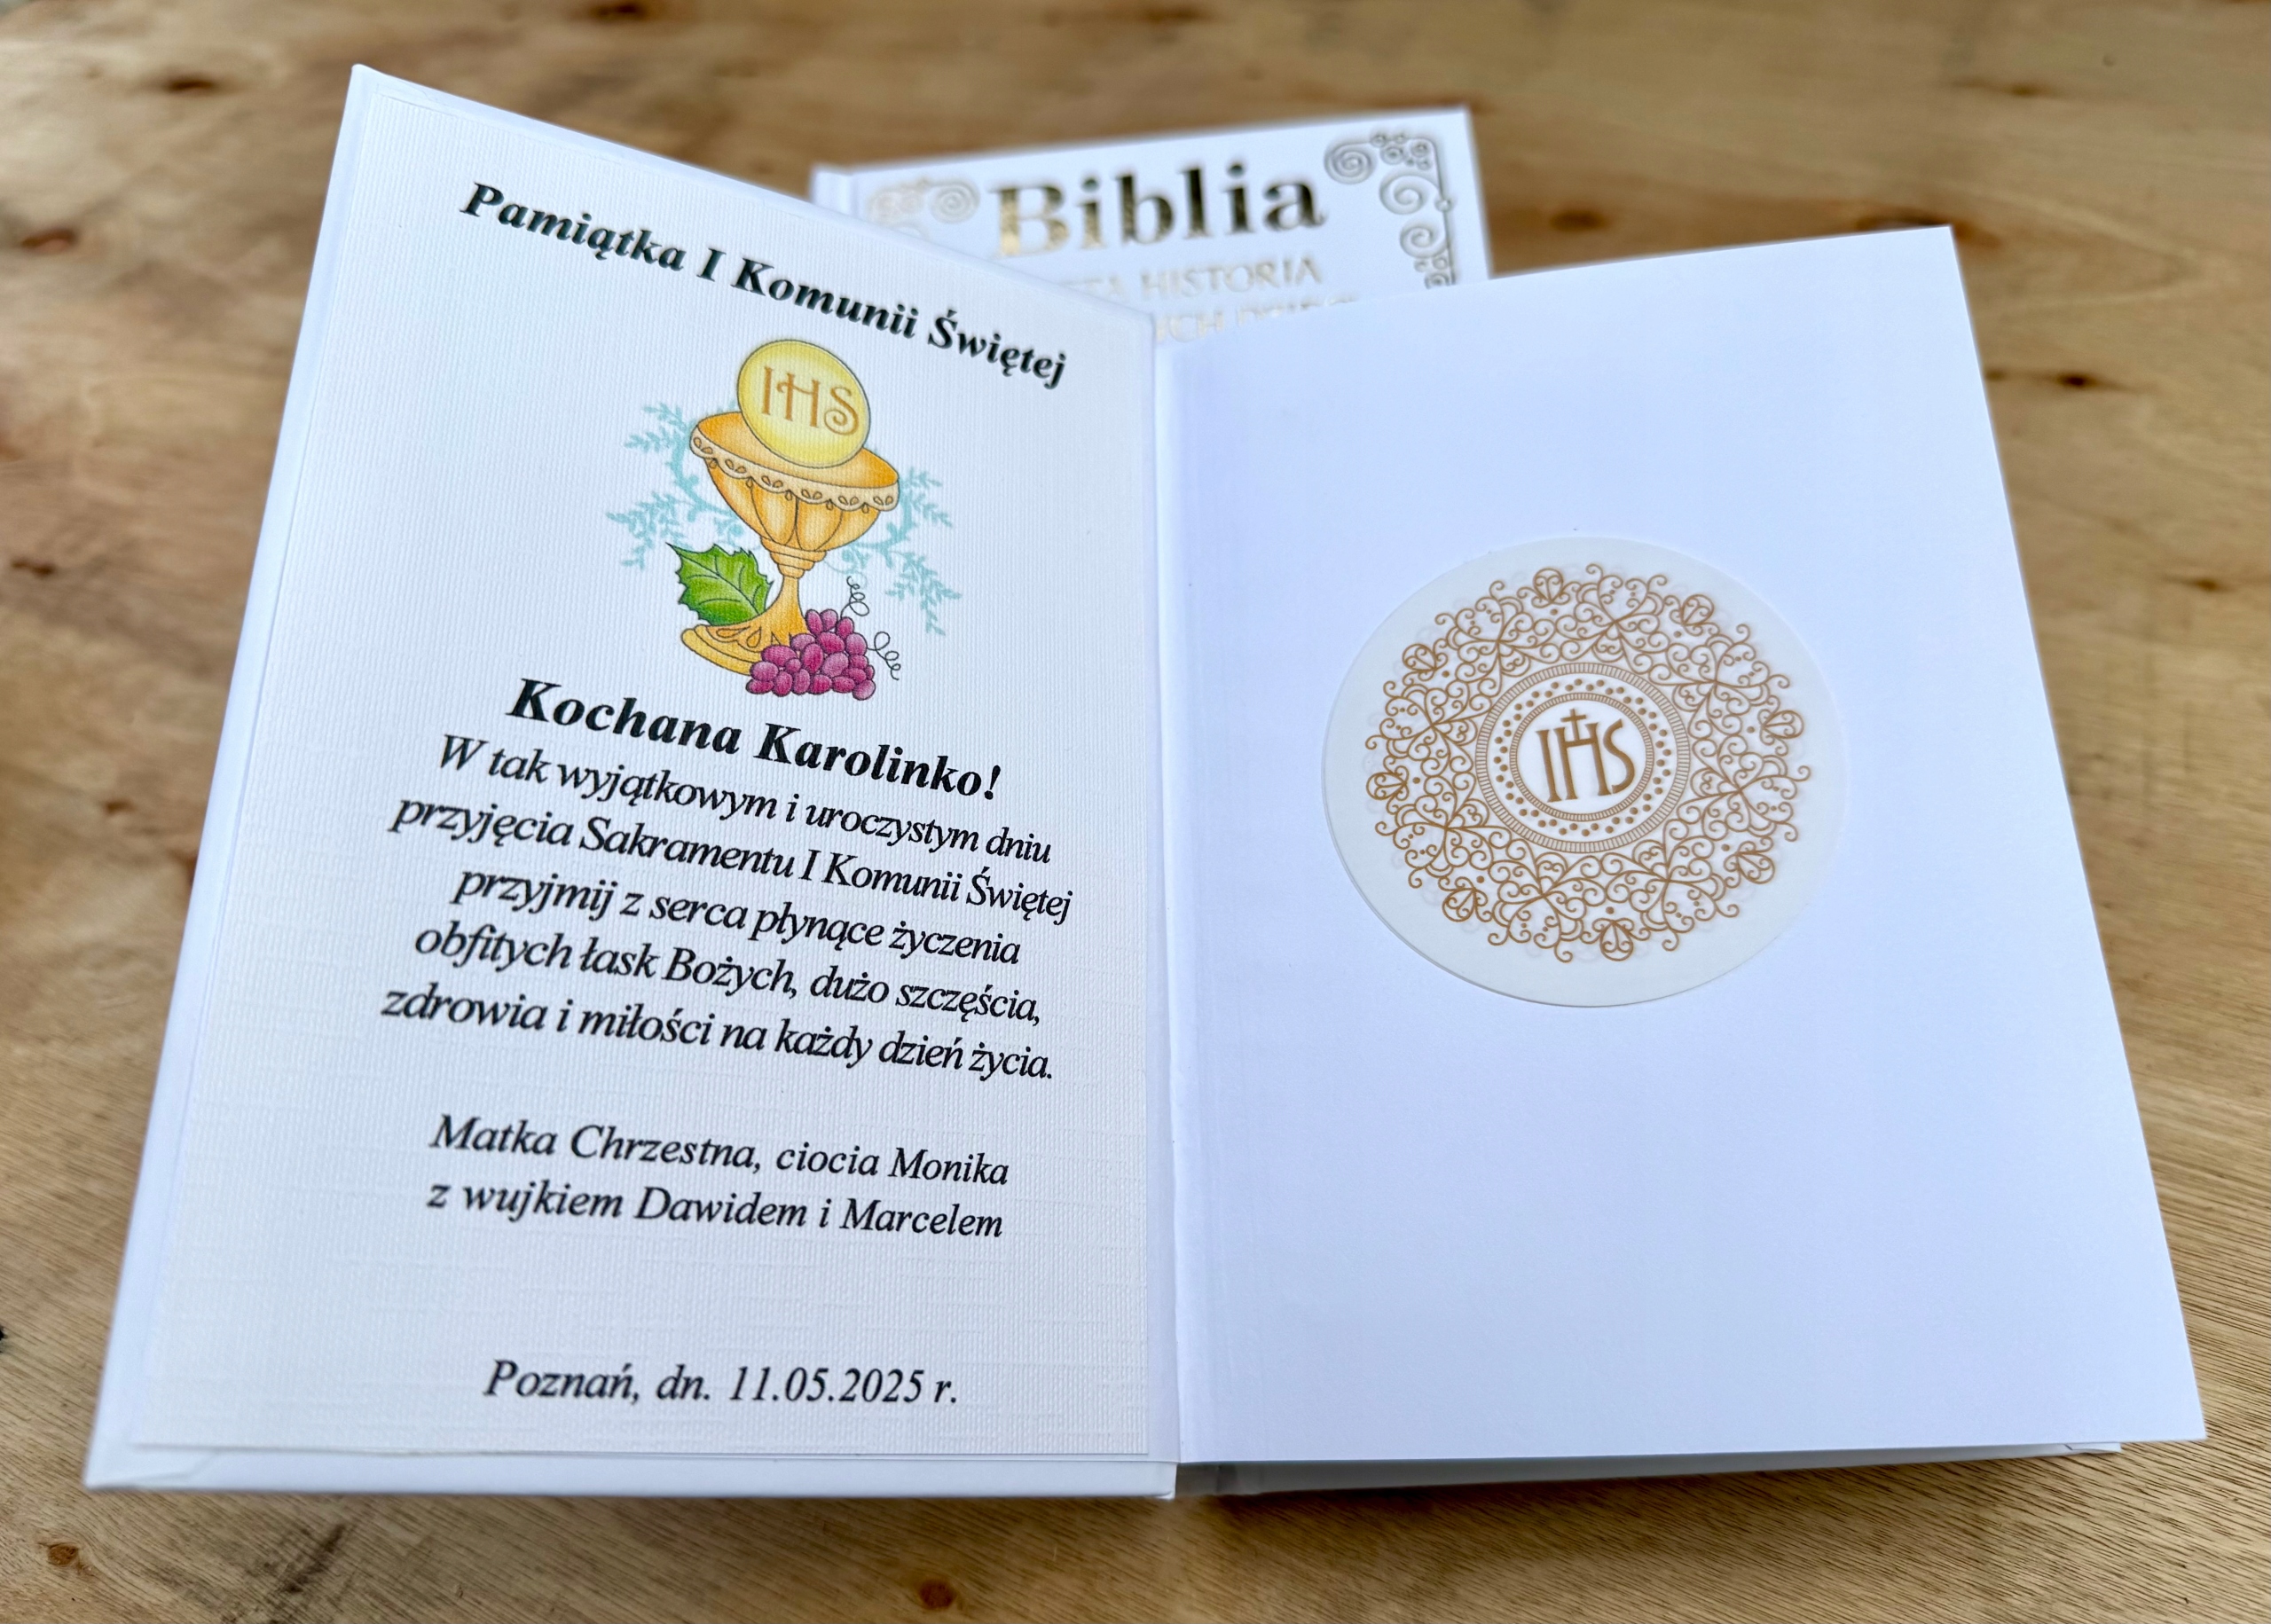 Pamiątka I Komunii Świętej
IHS
Kochana Karolinko!
W tak wyjątkowym i uroczystym dniu
przyjęcia Sakramentu I Komunii Świętej
przyjmij z serca płynące życzenia
obfitych łask Bożych, dużo szczęścia,
zdrowia i miłości na każdy dzień życia.
Matka Chrzestna, ciocia Monika
z wujkiem Dawidem i Marcelem
Poznań, dn. 11.05.2025 r.
Biblia
HISTORIA
IHS